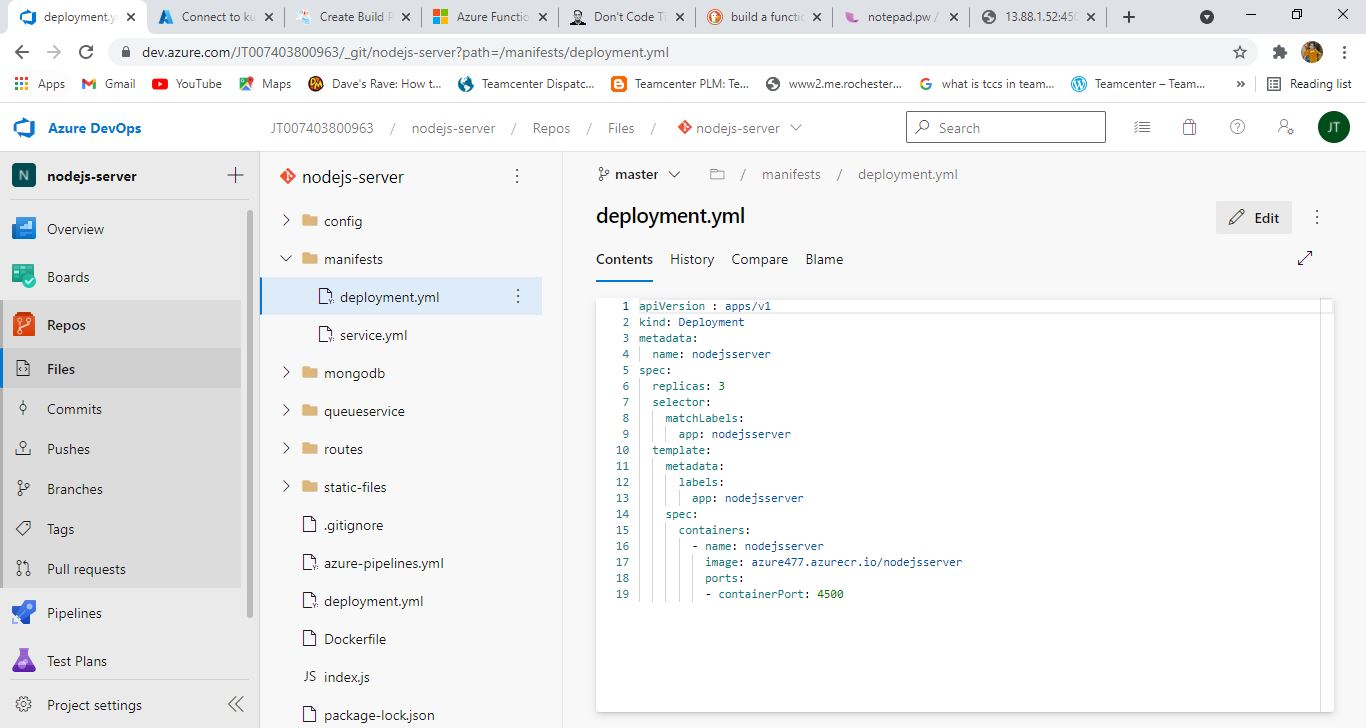 deployment.y
Connect to ku
Create Build P
Azure Functio
Don't Code Ti
build a functio
notepad.pw /
13.88.1.52:450
dev.azure.com/JT007403800963/_git/nodejs-server?path=/manifests/deployment.yml
Apps
Gmail
YouTube
Maps
Dave's Rave: How t...
Teamcenter Dispatc...
Teamcenter PLM: Te...
www2.me.rochester...
what is tccs in team...
Teamcenter – Team...
»
Reading list
Azure DevOps
JT007403800963 / nodejs-server / Repos / Files / nodejs-server
Search
JT
N nodejs-server
Overview
Boards
Repos
Files
Commits
Pushes
Branches
Tags
Pull requests
Pipelines
Test Plans
Project settings
nodejs-server
config
manifests
deployment.yml
service.yml
mongodb
queueservice
routes
static-files
.gitignore
azure-pipelines.yml
deployment.yml
Dockerfile
JS index.js
package-lock.json
master / manifests / deployment.yml
deployment.yml
Edit
Contents History Compare Blame
1 apiVersion : apps/v1
2 kind: Deployment
3 metadata:
4 name: nodejsserver
5 spec:
6 replicas: 3
7 selector:
8 matchLabels:
9 app: nodejsserver
10 template:
11 metadata:
12 labels:
13 app: nodejsserver
14 spec:
15 containers:
16 - name: nodejsserver
17 image: azure477.azurecr.io/nodejsserver
18 ports:
19 - containerPort: 4500